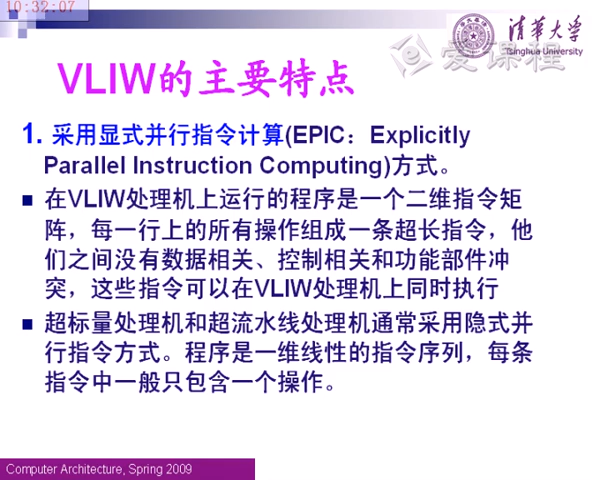 10:32:07
清华大学
Tsinghua University
爱课程
VLIW的主要特点
1. 采用显式并行指令计算(EPIC：Explicitly
Parallel Instruction Computing)方式。
在VLIW处理机上运行的程序是一个二维指令矩
阵，每一行上的所有操作组成一条超长指令，他
们之间没有数据相关、控制相关和功能部件冲
突，这些指令可以在VLIW处理机上同时执行
超标量处理机和超流水线处理机通常采用隐式并
行指令方式。程序是一维线性的指令序列，每条
指令中一般只包含一个操作。
Computer Architecture, Spring 2009